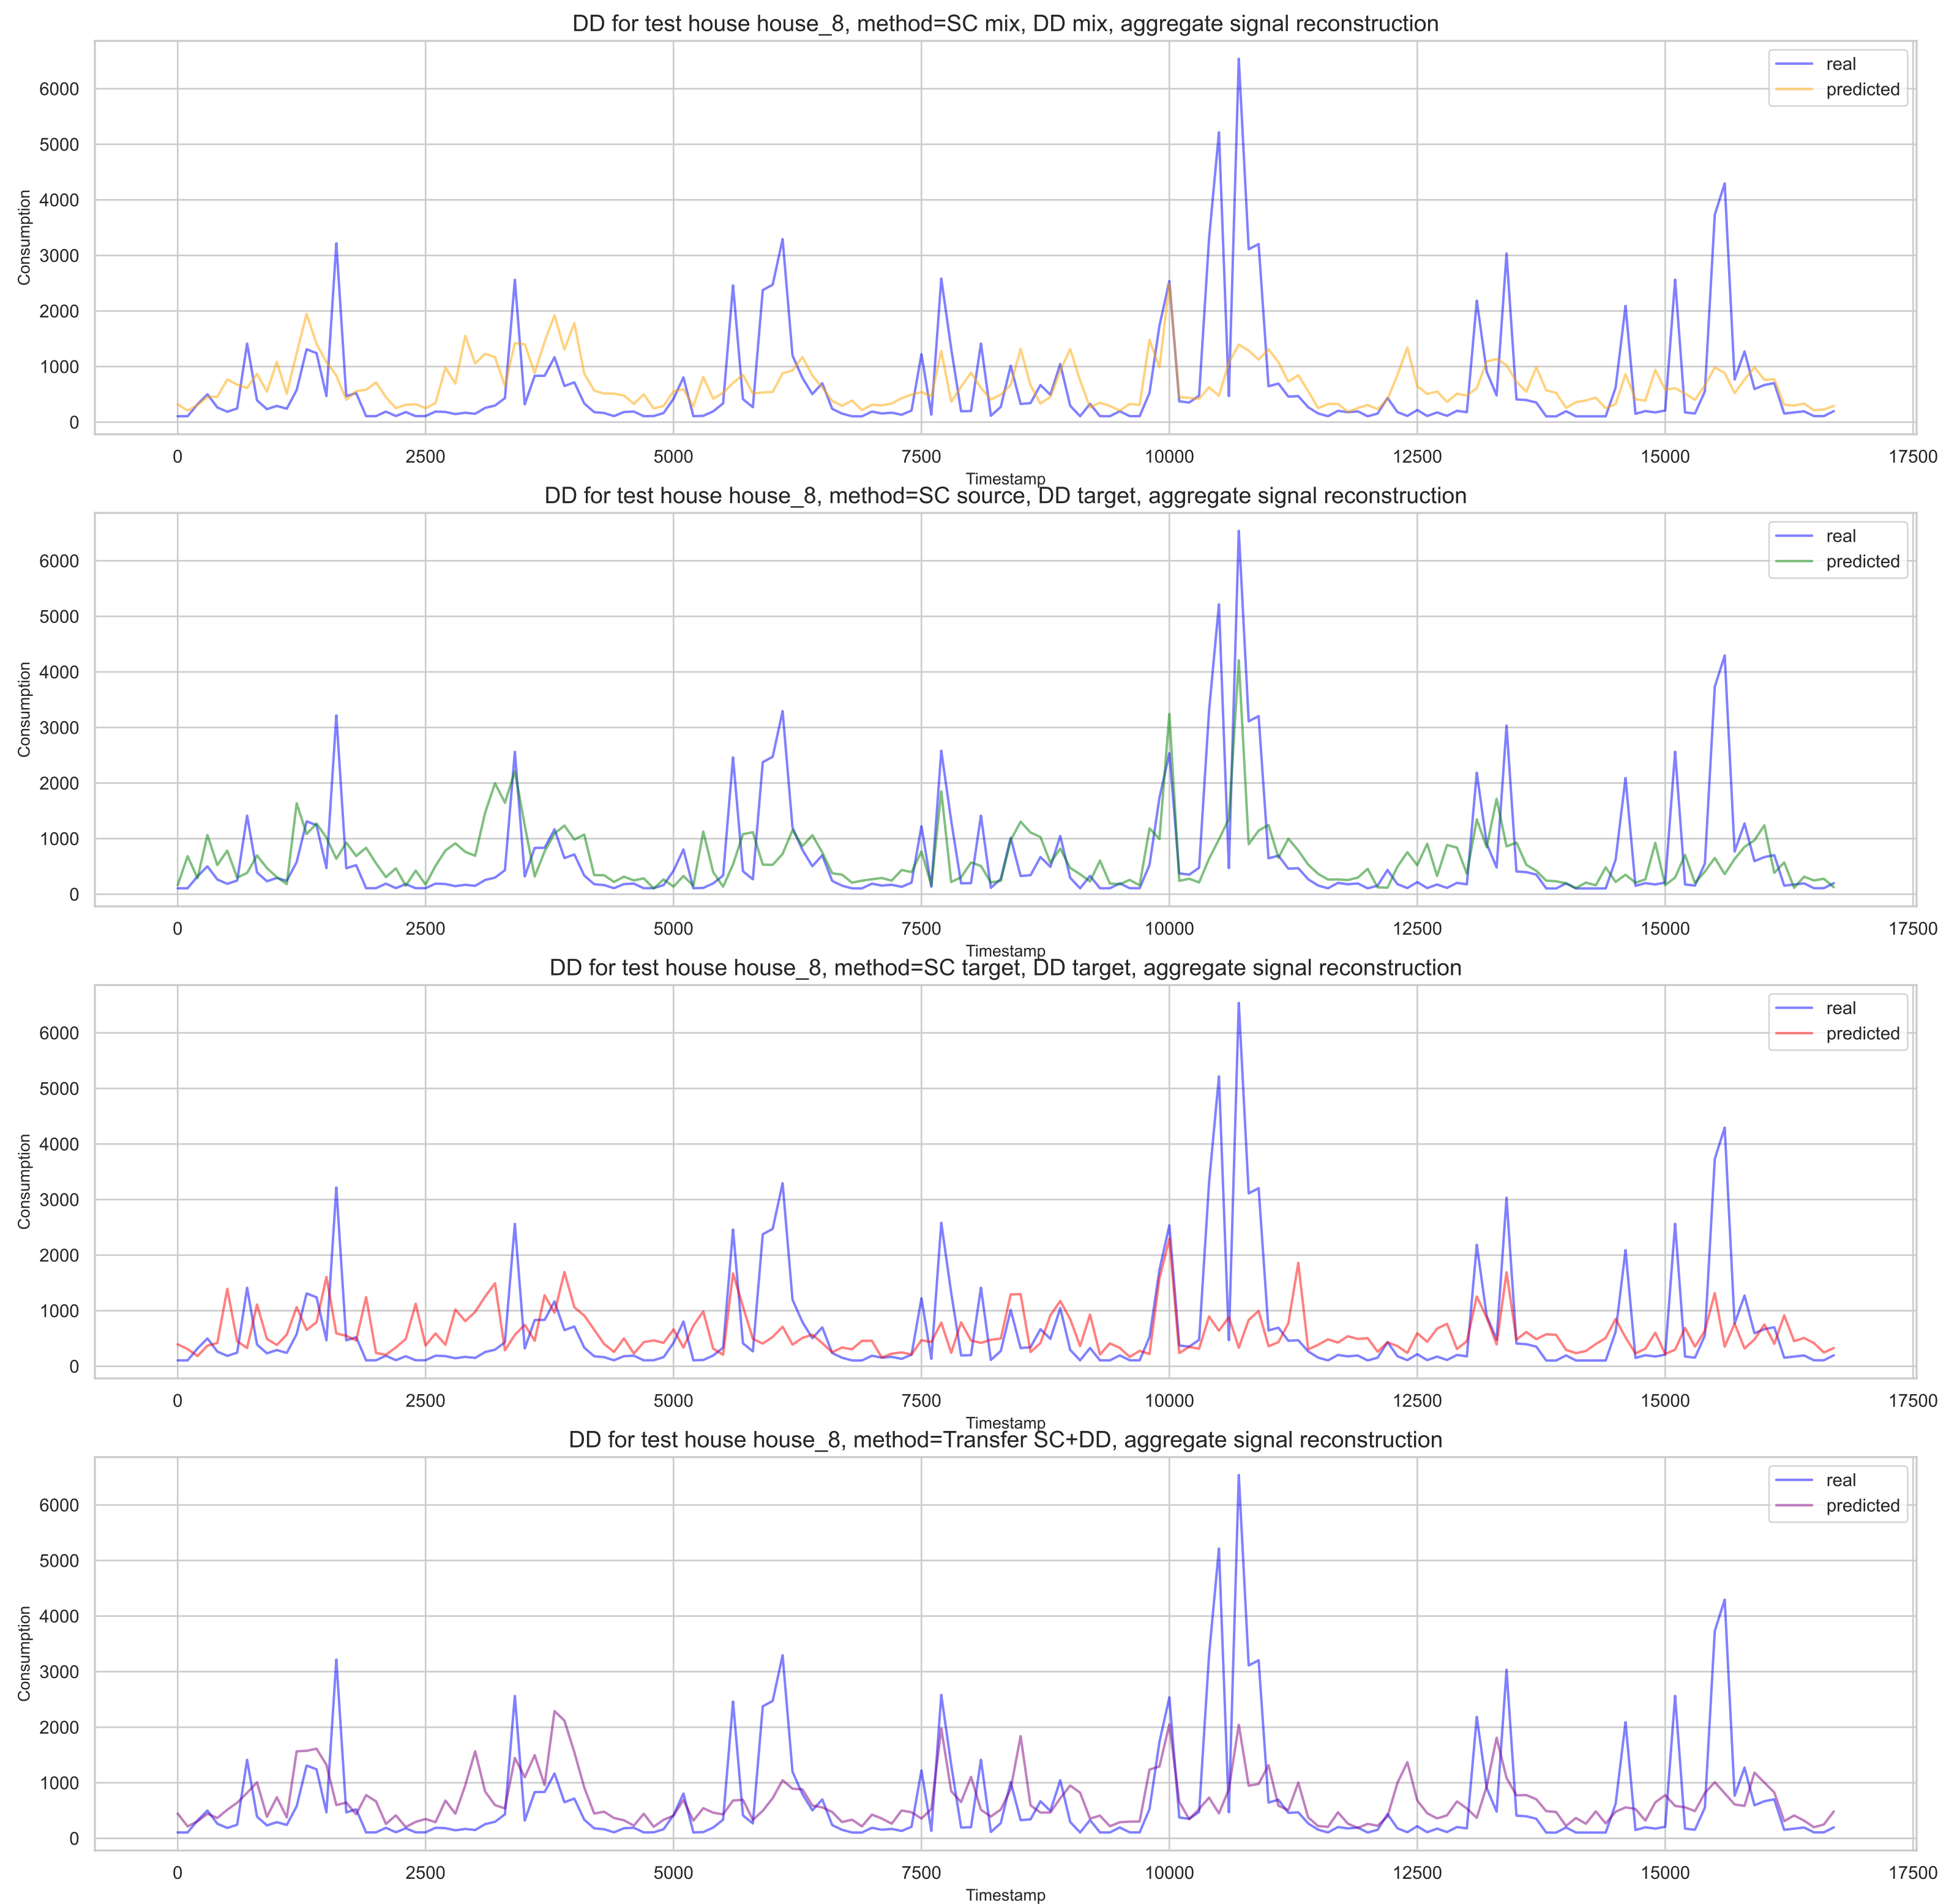 DD for test house house_8, method=SC mix, DD mix, aggregate signal reconstruction
real
predicted
6000
5000
4000
3000
2000
1000
0
Consumption
0 2500 5000 7500 10000 12500 15000 17500
Timestamp
DD for test house house_8, method=SC source, DD target, aggregate signal reconstruction
real
predicted
6000
5000
4000
3000
2000
1000
0
Consumption
0 2500 5000 7500 10000 12500 15000 17500
Timestamp
DD for test house house_8, method=SC target, DD target, aggregate signal reconstruction
real
predicted
6000
5000
4000
3000
2000
1000
0
Consumption
0 2500 5000 7500 10000 12500 15000 17500
Timestamp
DD for test house house_8, method=Transfer SC+DD, aggregate signal reconstruction
real
predicted
6000
5000
4000
3000
2000
1000
0
Consumption
0 2500 5000 7500 10000 12500 15000 17500
Timestamp